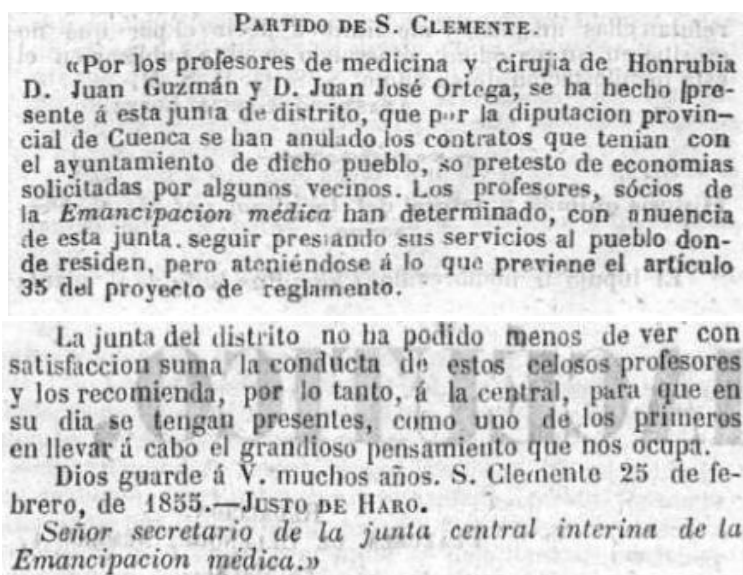 PARTIDO DE S. CLEMENTE.
«Por los profesores de medicina y cirujia de Honrubia
D. Juan Guzmán y D. Juan José Ortega, se ha hecho pre-
sente á esta junta de distrito, que por la diputacion provin-
cial de Cuenca se han anulado los contratos que tenian con
el ayuntamiento de dicho pueblo, so pretesto de economias
solicitadas por algunos vecinos. Los profesores, sócios de
la Emancipacion médica han determinado, con anuencia
de esta junta, seguir prestando sus servicios al pueblo don-
de residen, pero ateniéndose á lo que previene el artículo
35 del proyecto de reglamento.
La junta del distrito no ha podido menos de ver con
satisfaccion suma la conducta de estos celosos profesores
y los recomienda, por lo tanto, á la central, para que en
su dia se tengan presentes, como uno de los primeros
en llevar á cabo el grandioso pensamiento que nos ocupa.
Dios guarde á V. muchos años. S. Clemente 25 de fe-
brero, de 1855.—JUSTO DE HARO.
Señor secretario de la junta central interina de la
Emancipacion médica.»